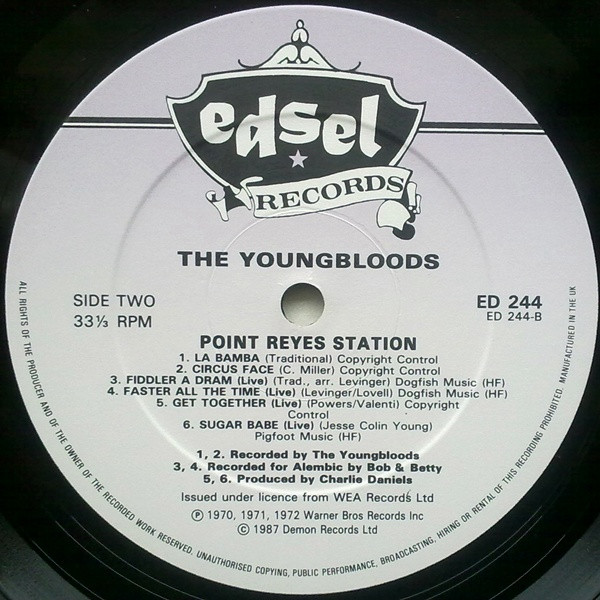 edsel
RECORDS
THE YOUNGBLOODS
SIDE TWO
33⅓ RPM
ED 244
ED 244-B
POINT REYES STATION
1. LA BAMBA (Traditional) Copyright Control
2. CIRCUS FACE (C. Miller) Copyright Control
3. FIDDLER A DRAM (Live) (Trad., arr. Levinger) Dogfish Music (HF)
4. FASTER ALL THE TIME (Live) (Levinger/Lovell) Dogfish Music (HF)
5. GET TOGETHER (Live) (Powers/Valenti) Copyright
Control
6. SUGAR BABE (Live) (Jesse Colin Young)
Pigfoot Music (HF)
1, 2. Recorded by The Youngbloods
3, 4. Recorded for Alembic by Bob & Betty
5, 6. Produced by Charlie Daniels
Issued under licence from WEA Records Ltd
℗ 1970, 1971, 1972 Warner Bros Records Inc
© 1987 Demon Records Ltd
ALL RIGHTS OF THE PRODUCER AND OF THE OWNER OF THE RECORDED WORK RESERVED. UNAUTHORISED COPYING, PUBLIC PERFORMANCE, BROADCASTING, HIRING OR RENTAL OF THIS RECORDING PROHIBITED. MANUFACTURED IN THE UK